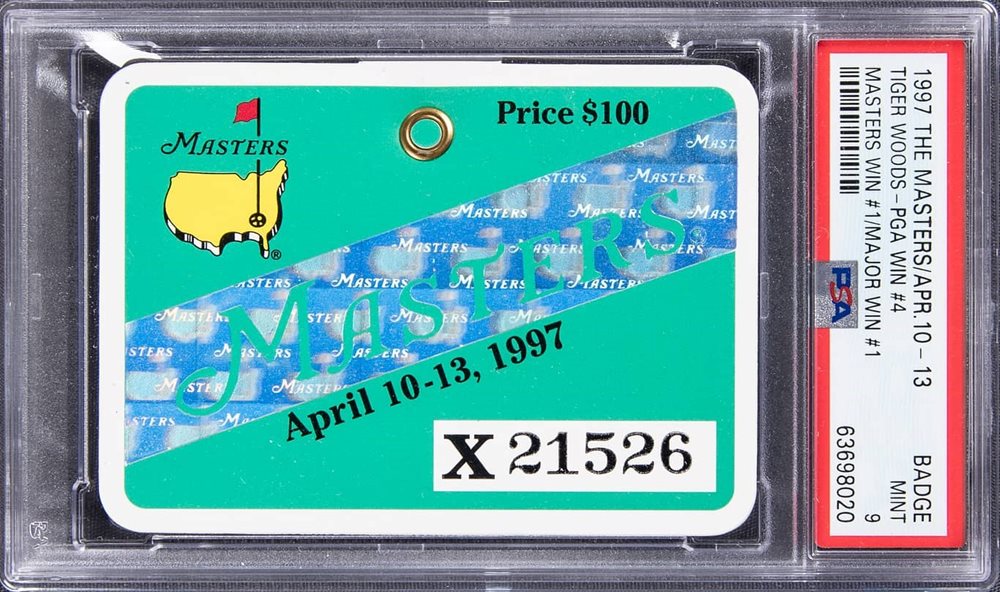 MASTERS
®
Price $100
MASTERS
April 10-13, 1997
X 21526
1997 THE MASTERS/APR.10 - 13
TIGER WOODS - PGA WIN #4
MASTERS WIN #1/MAJOR WIN #1
BADGE
MINT
9
63698020
PSA